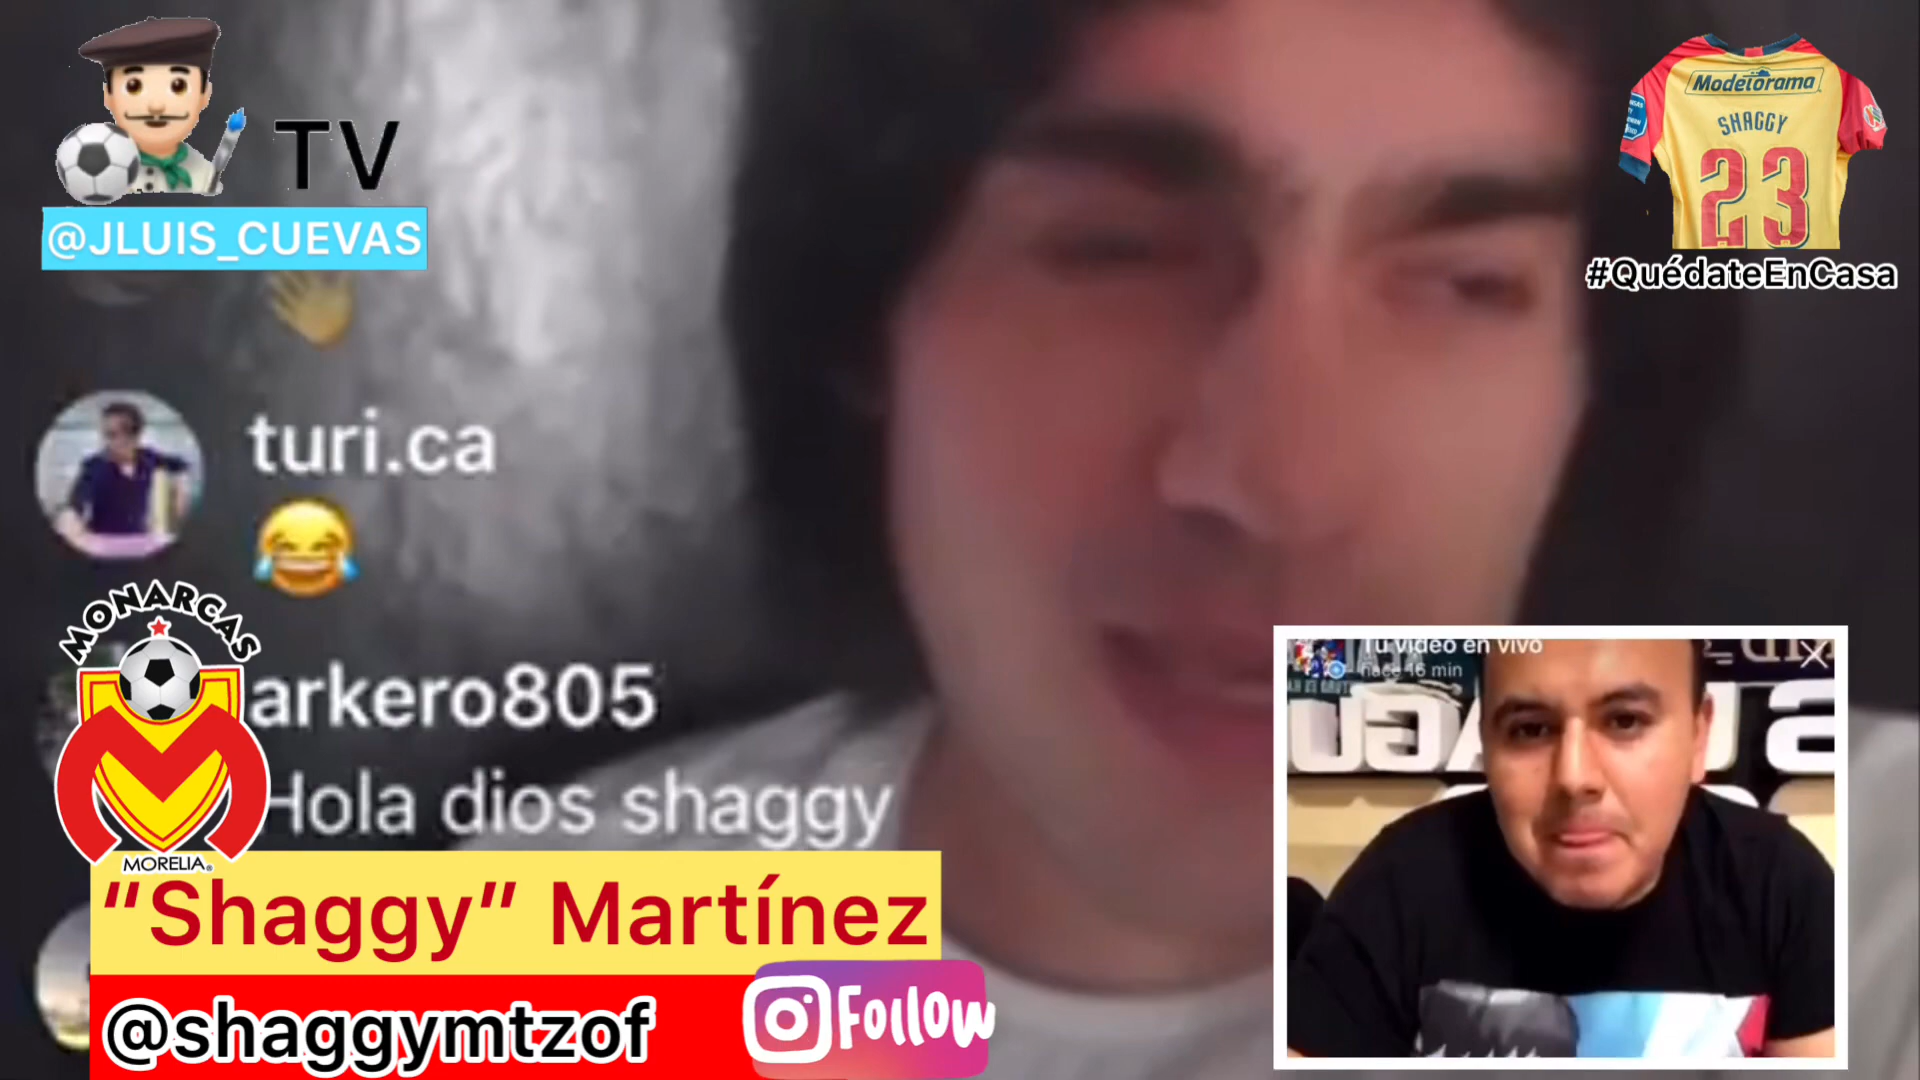 TV
@JLUIS_CUEVAS
Modelorama
SHAGGY
23
#QuédateEnCasa
turi.ca
arkero805
Hola dios shaggy
MONARCAS
MORELIA
"Shaggy" Martínez
@shaggymtzof
Follow
Tu video en vivo
hace 16 min